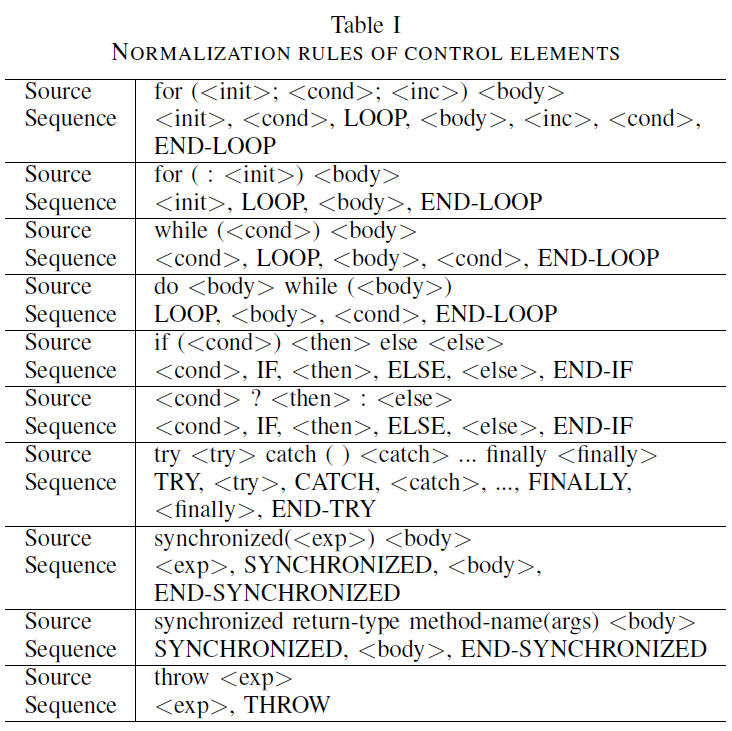 Table I
NORMALIZATION RULES OF CONTROL ELEMENTS
Source for (<init>; <cond>; <inc>) <body>
Sequence <init>, <cond>, LOOP, <body>, <inc>, <cond>,
END-LOOP
Source for ( : <init>) <body>
Sequence <init>, LOOP, <body>, END-LOOP
Source while (<cond>) <body>
Sequence <cond>, LOOP, <body>, <cond>, END-LOOP
Source do <body> while (<body>)
Sequence LOOP, <body>, <cond>, END-LOOP
Source if (<cond>) <then> else <else>
Sequence <cond>, IF, <then>, ELSE, <else>, END-IF
Source <cond> ? <then> : <else>
Sequence <cond>, IF, <then>, ELSE, <else>, END-IF
Source try <try> catch ( ) <catch> ... finally <finally>
Sequence TRY, <try>, CATCH, <catch>, ..., FINALLY,
<finally>, END-TRY
Source synchronized(<exp>) <body>
Sequence <exp>, SYNCHRONIZED, <body>,
END-SYNCHRONIZED
Source synchronized return-type method-name(args) <body>
Sequence SYNCHRONIZED, <body>, END-SYNCHRONIZED
Source throw <exp>
Sequence <exp>, THROW